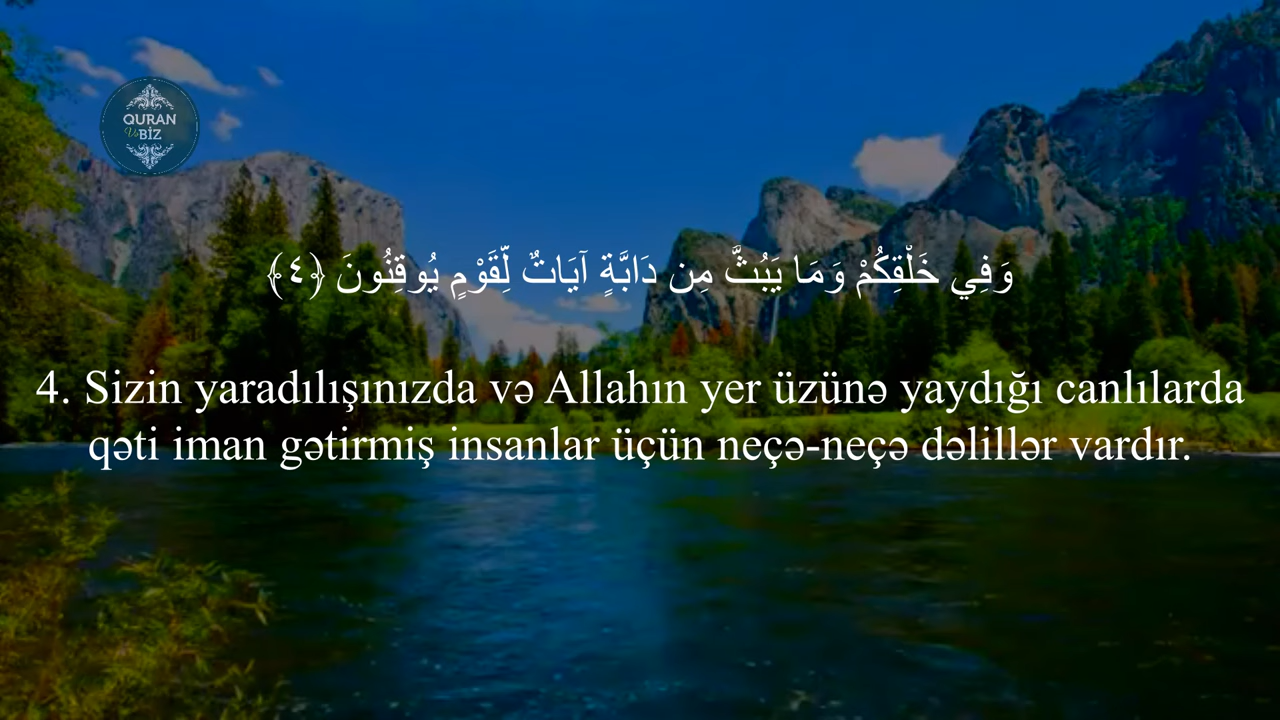 QURAN
Və BİZ
وَفِي خَلْقِكُمْ وَمَا يَبُثُّ مِن دَابَّةٍ آيَاتٌ لِّقَوْمٍ يُوقِنُونَ ﴿٤﴾
4. Sizin yaradılışınızda və Allahın yer üzünə yaydığı canlılarda
qəti iman gətirmiş insanlar üçün neçə-neçə dəlillər vardır.